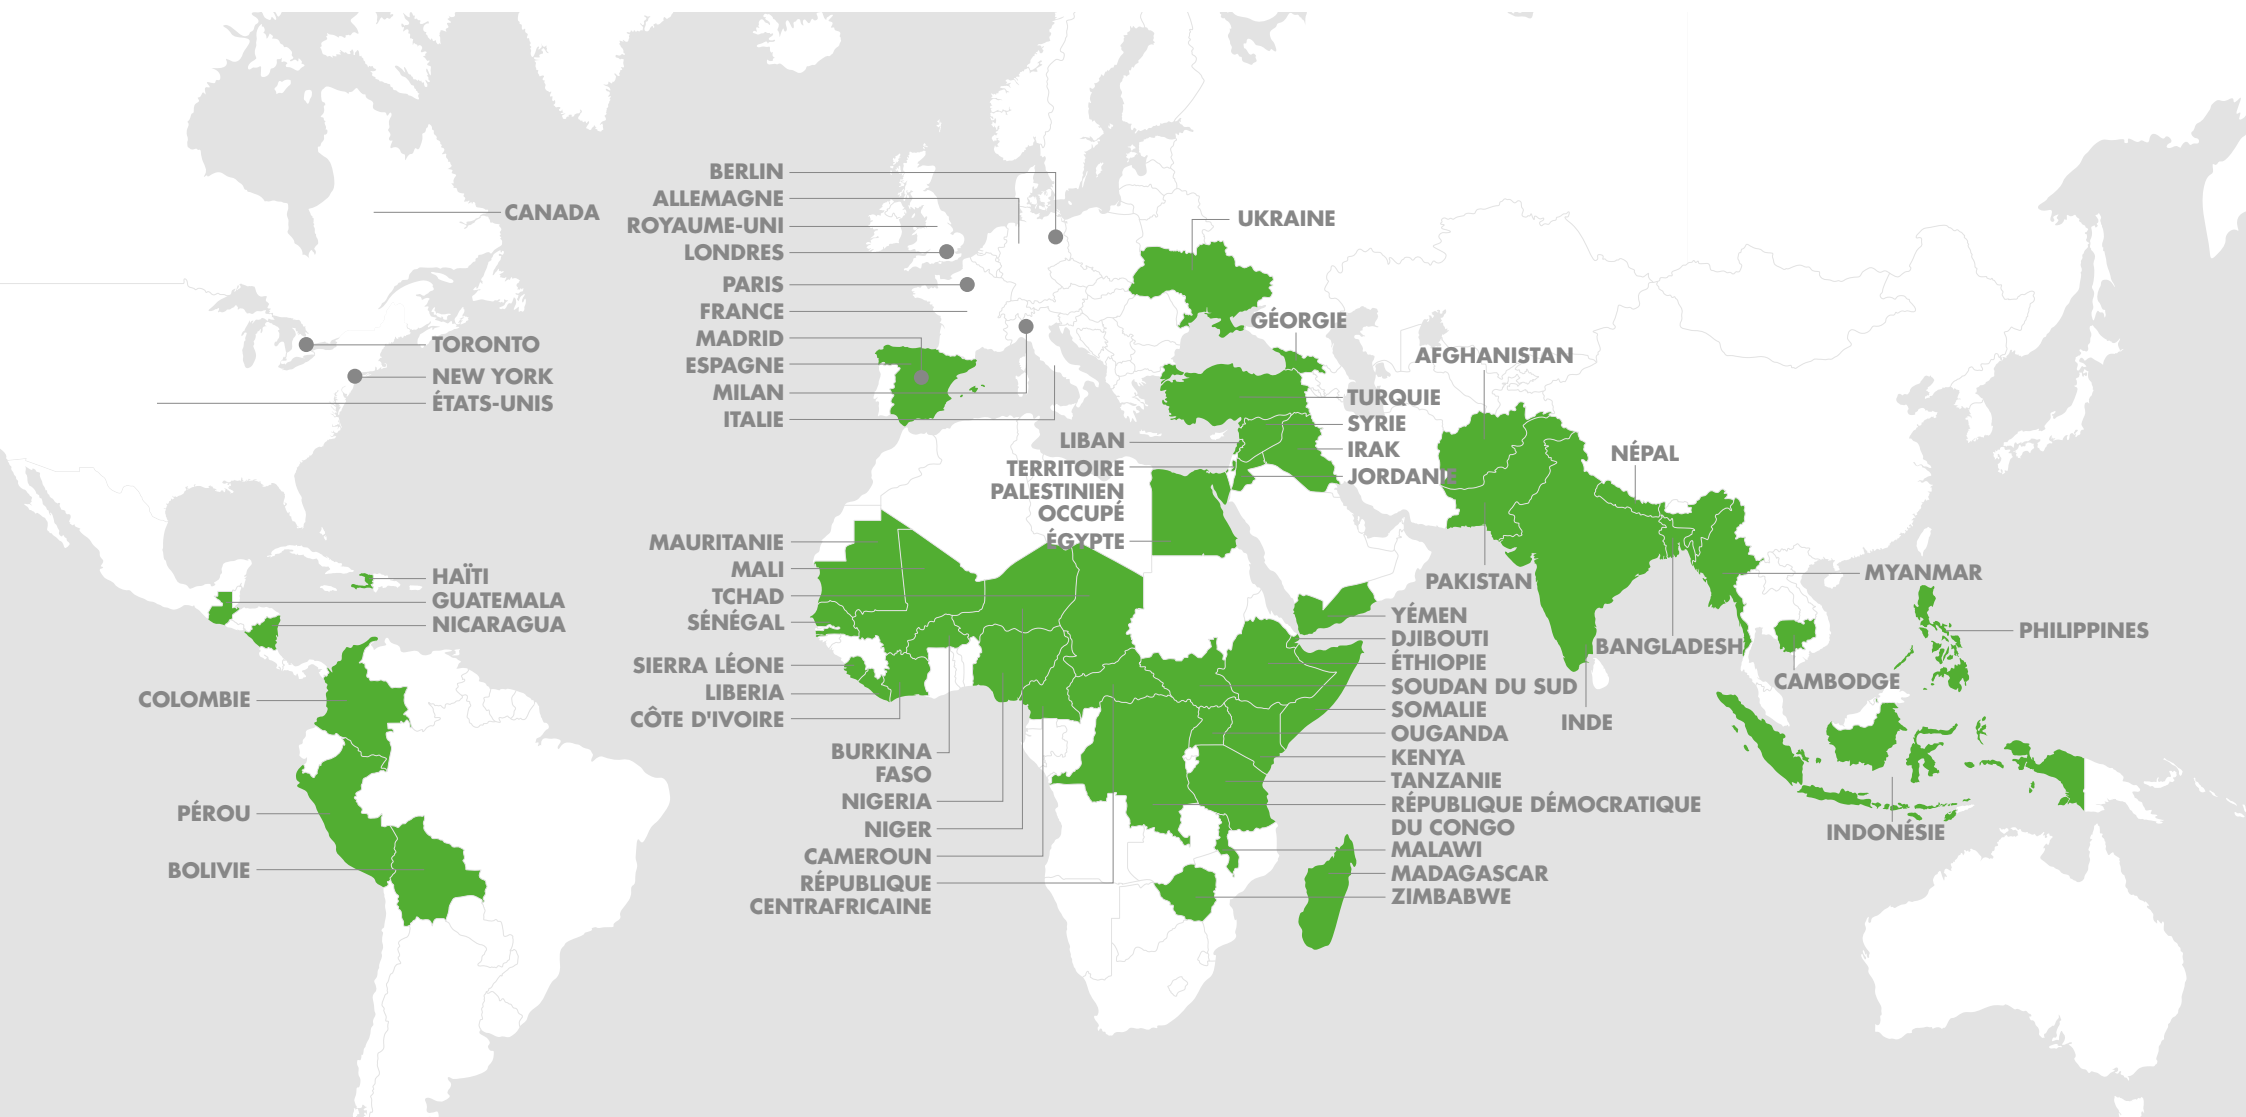 CANADA
TORONTO
NEW YORK
ÉTATS-UNIS
HAÏTI
GUATEMALA
NICARAGUA
COLOMBIE
PÉROU
BOLIVIE
BERLIN
ALLEMAGNE
ROYAUME-UNI
LONDRES
PARIS
FRANCE
MADRID
ESPAGNE
MILAN
ITALIE
UKRAINE
GÉORGIE
AFGHANISTAN
TURQUIE
SYRIE
IRAK
JORDANIE
LIBAN
TERRITOIRE
PALESTINIEN
OCCUPÉ
ÉGYPTE
MAURITANIE
MALI
TCHAD
SÉNÉGAL
SIERRA LÉONE
LIBERIA
CÔTE D'IVOIRE
BURKINA
FASO
NIGERIA
NIGER
CAMEROUN
RÉPUBLIQUE
CENTRAFRICAINE
YÉMEN
DJIBOUTI
ÉTHIOPIE
SOUDAN DU SUD
SOMALIE
OUGANDA
KENYA
TANZANIE
RÉPUBLIQUE DÉMOCRATIQUE
DU CONGO
MALAWI
MADAGASCAR
ZIMBABWE
NÉPAL
PAKISTAN
BANGLADESH
INDE
MYANMAR
PHILIPPINES
CAMBODGE
INDONÉSIE